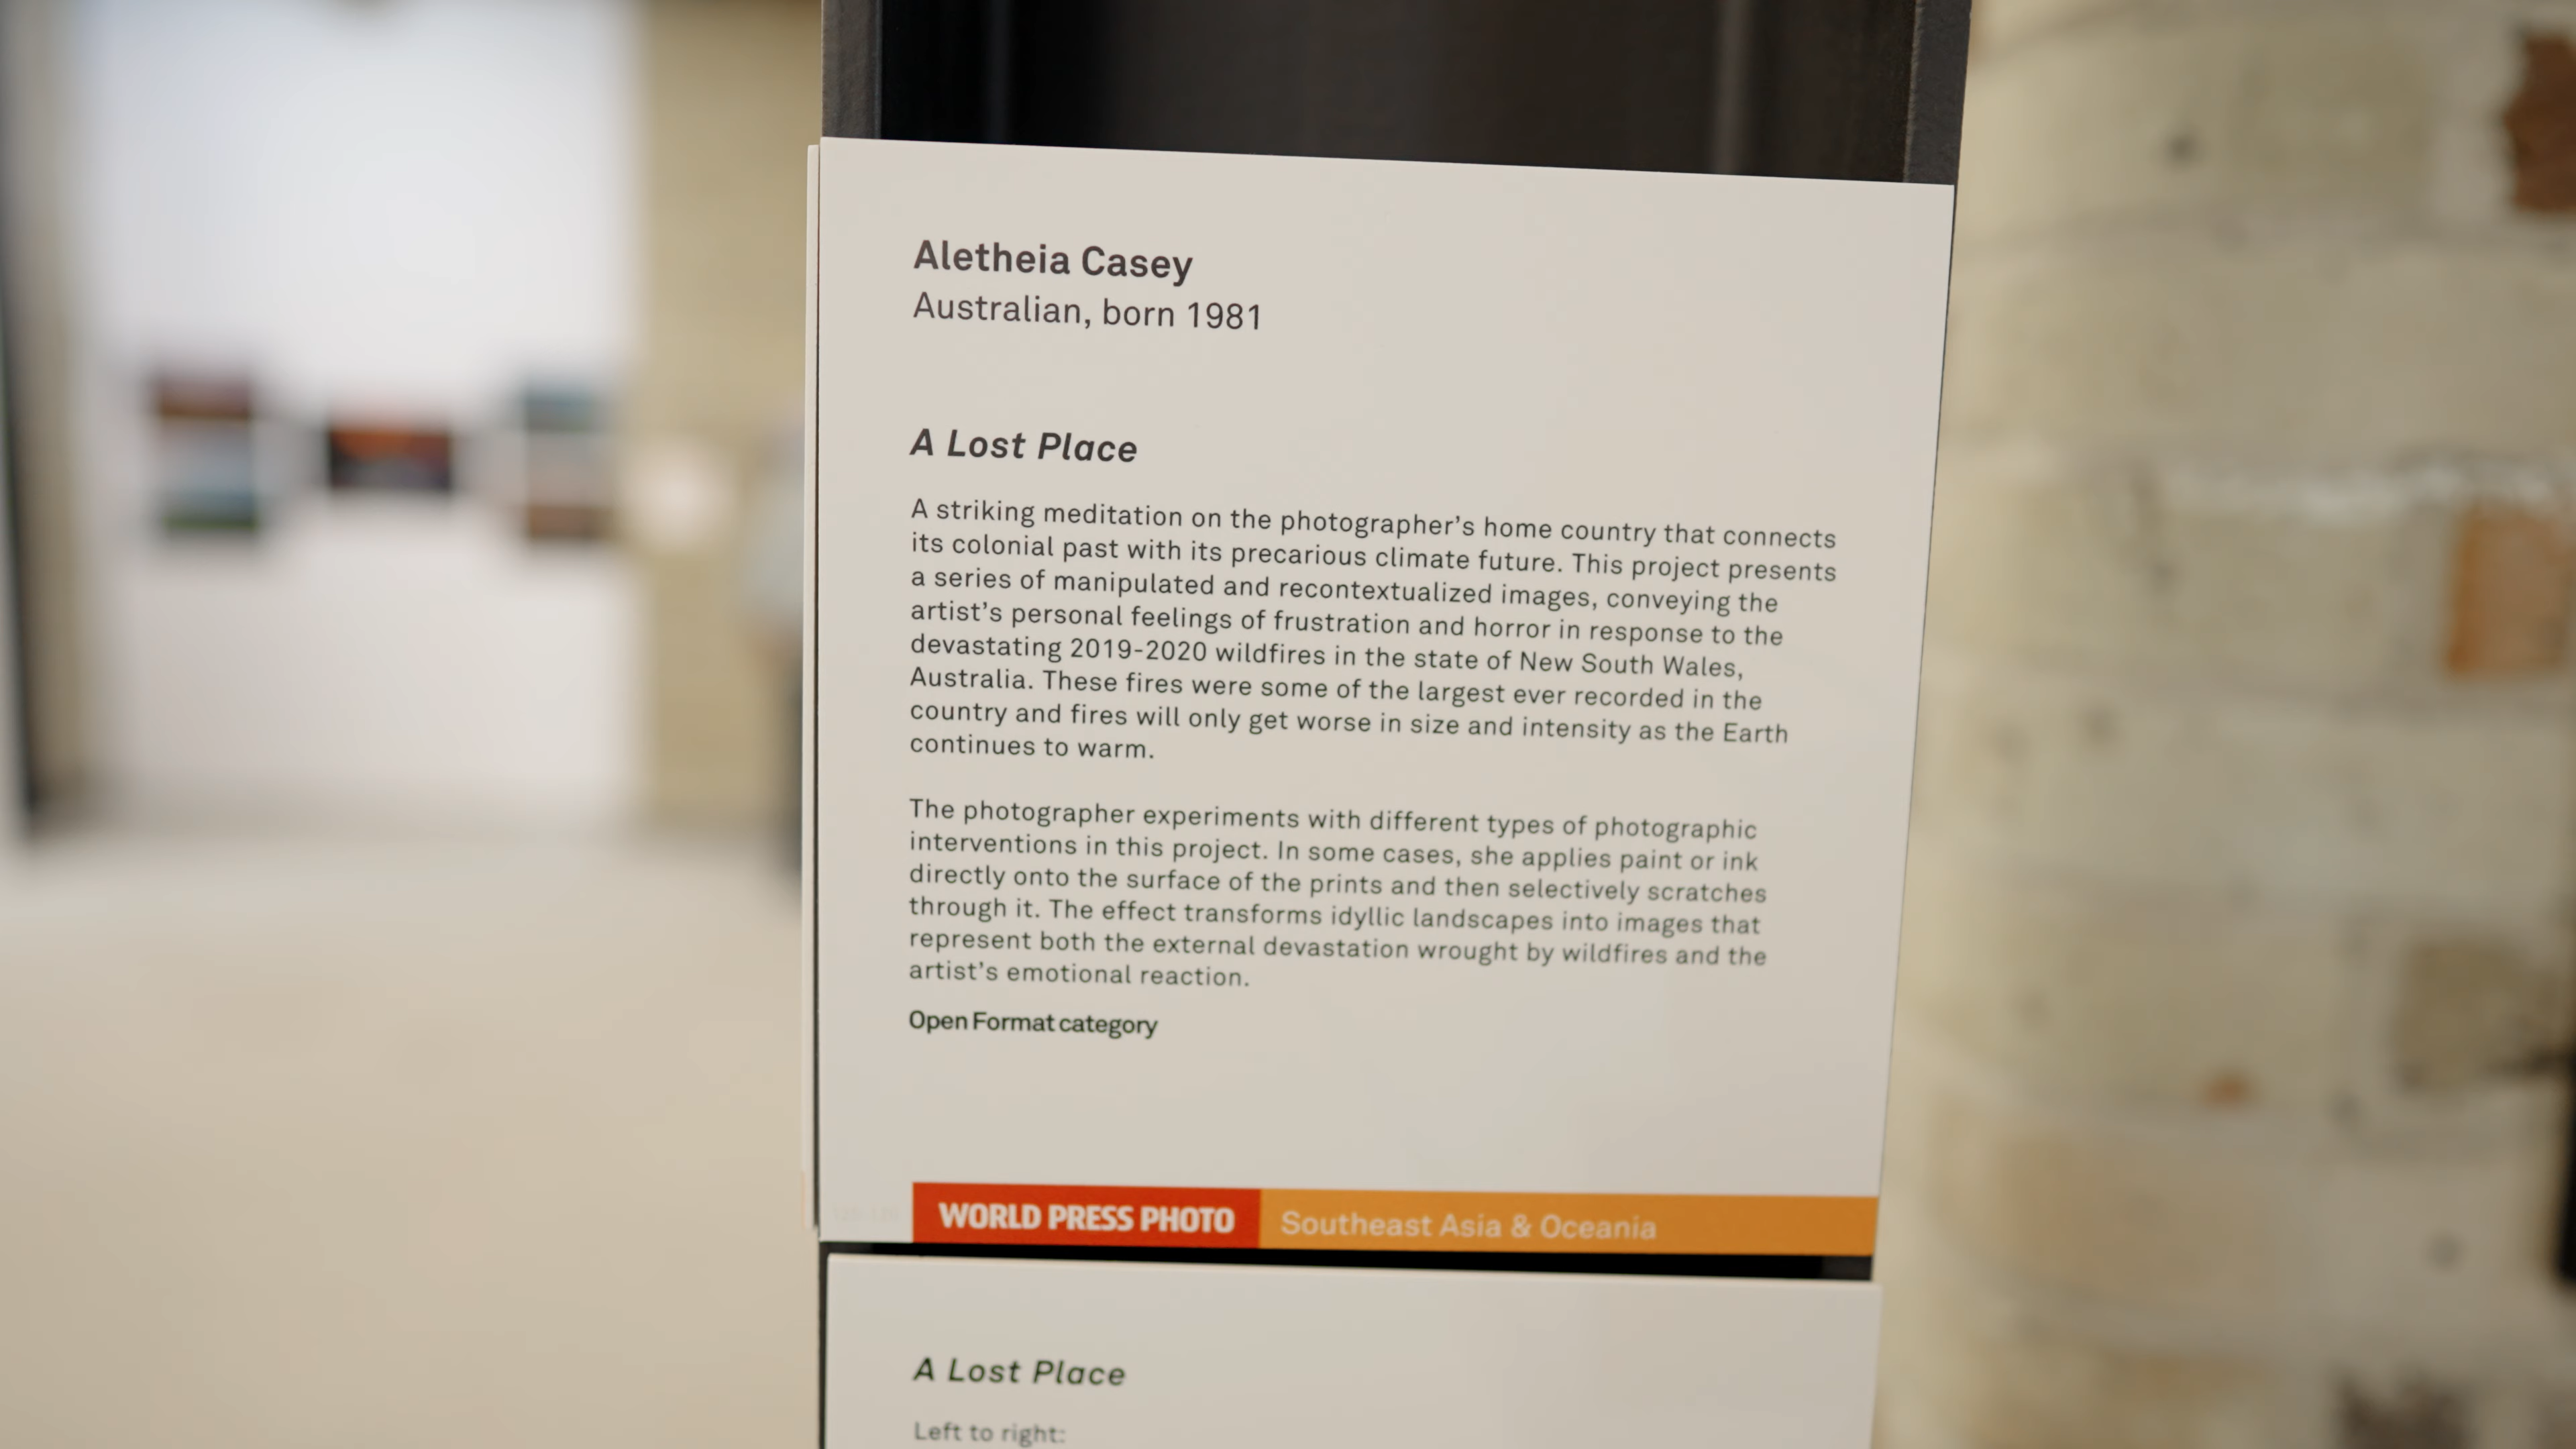 Aletheia Casey
Australian, born 1981
A Lost Place
A striking meditation on the photographer's home country that connects
its colonial past with its precarious climate future. This project presents
a series of manipulated and recontextualized images, conveying the
artist's personal feelings of frustration and horror in response to the
devastating 2019-2020 wildfires in the state of New South Wales,
Australia. These fires were some of the largest ever recorded in the
country and fires will only get worse in size and intensity as the Earth
continues to warm.
The photographer experiments with different types of photographic
interventions in this project. In some cases, she applies paint or ink
directly onto the surface of the prints and then selectively scratches
through it. The effect transforms idyllic landscapes into images that
represent both the external devastation wrought by wildfires and the
artist's emotional reaction.
Open Format category
WORLD PRESS PHOTO Southeast Asia & Oceania
A Lost Place
Left to right: